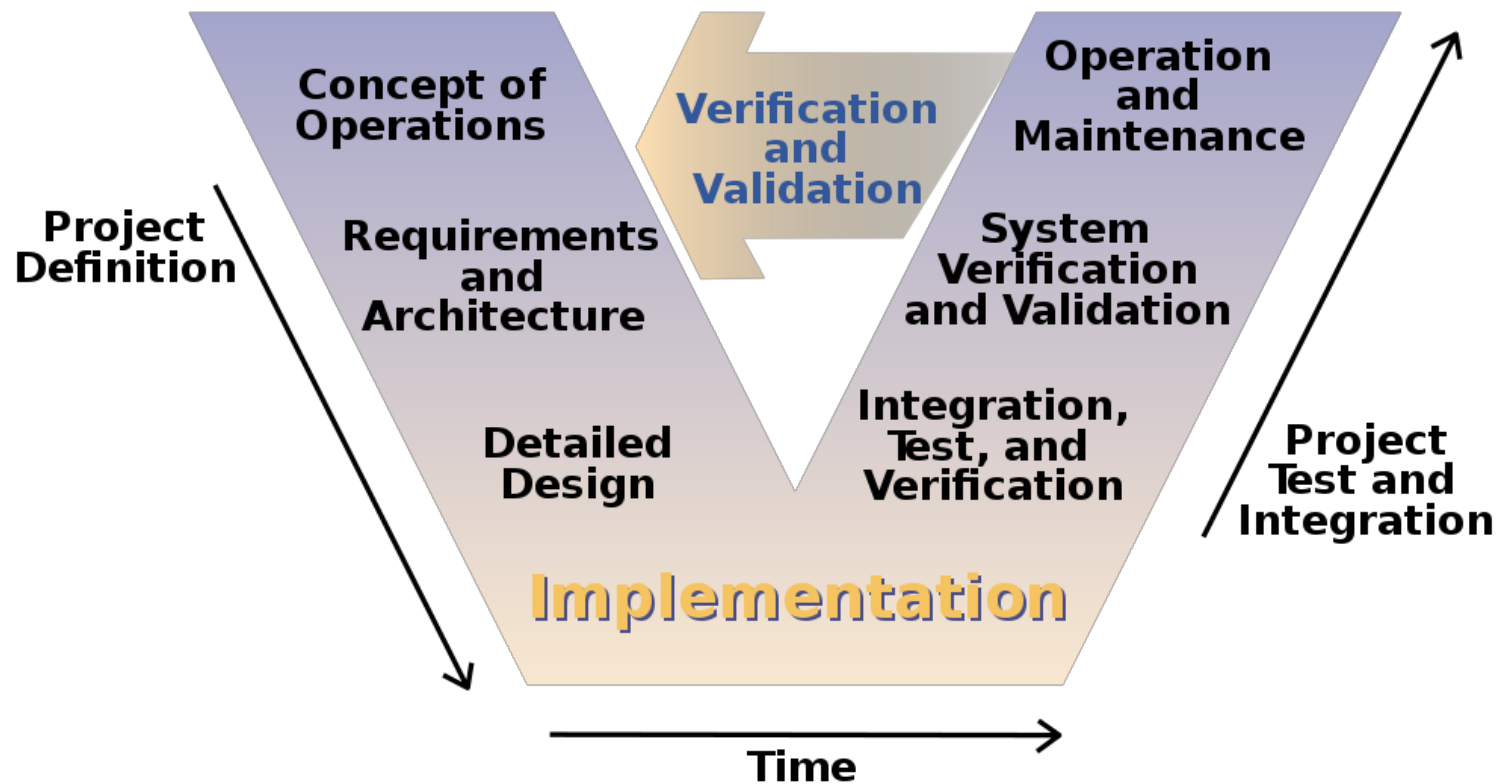 Concept of
Operations
Requirements
and
Architecture
Detailed
Design
Implementation
Integration,
Test, and
Verification
System
Verification
and Validation
Operation
and
Maintenance
Verification
and
Validation
Project
Definition
Project
Test and
Integration
Time